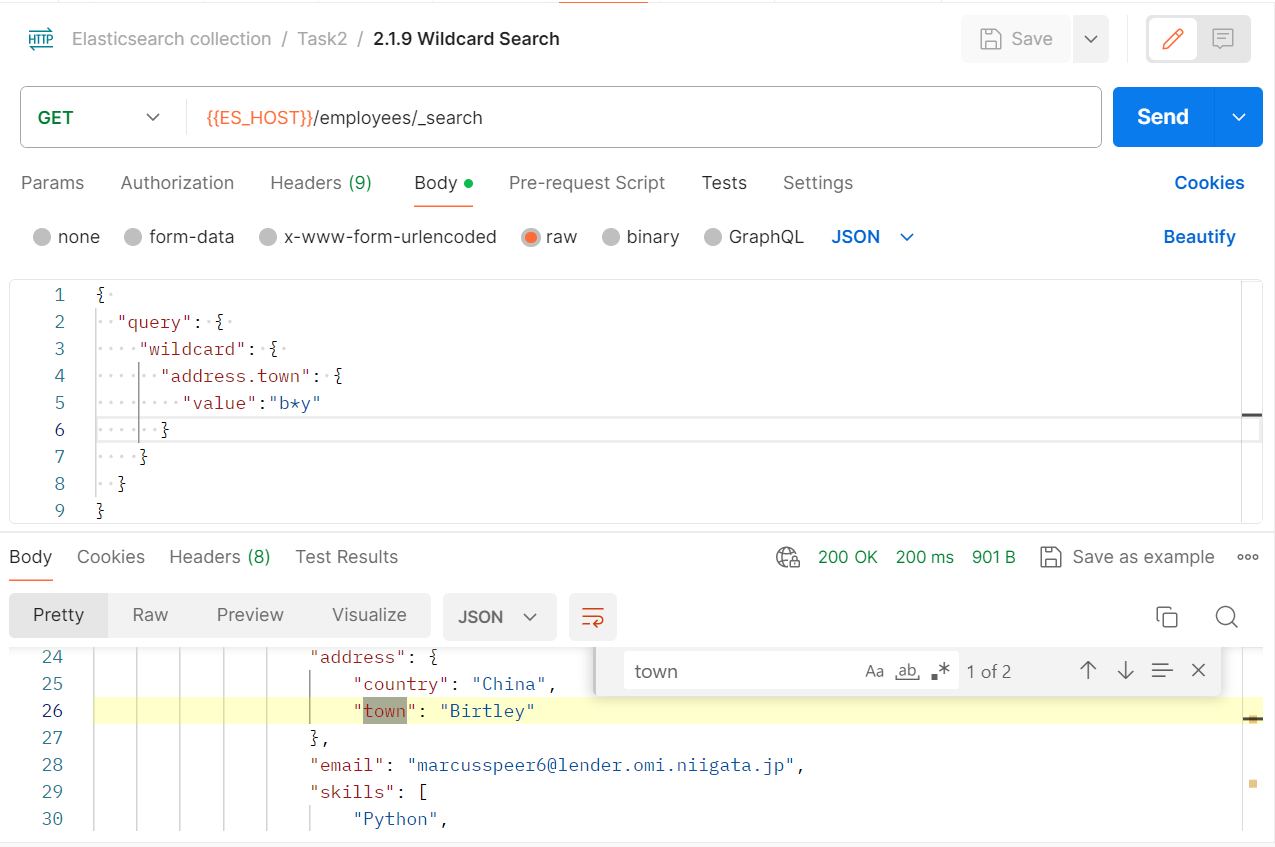 HTTP Elasticsearch collection / Task2 / 2.1.9 Wildcard Search Save
GET {{ES_HOST}}/employees/_search Send
Params Authorization Headers (9) Body Pre-request Script Tests Settings Cookies
none form-data x-www-form-urlencoded raw binary GraphQL JSON Beautify
1 {
2 "query": {
3 "wildcard": {
4 "address.town": {
5 "value":"b*y"
6 }
7 }
8 }
9 }
Body Cookies Headers (8) Test Results 200 OK 200 ms 901 B Save as example
Pretty Raw Preview Visualize JSON
24 "address": {
town Aa ab .* 1 of 2
25 "country": "China",
26 "town": "Birtley"
27 },
28 "email": "marcusspeer6@lender.omi.niigata.jp",
29 "skills": [
30 "Python",